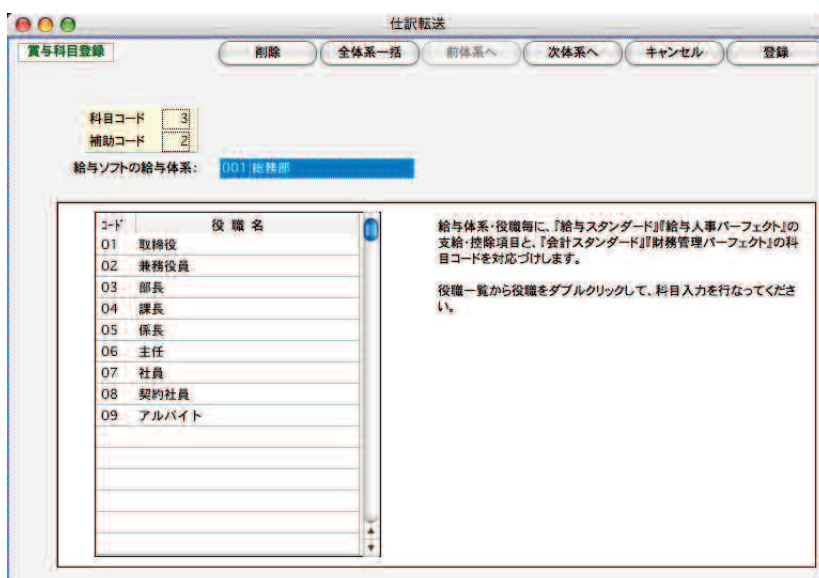 仕訳転送
賞与科目登録 削除 全体系一括 前体系へ 次体系へ キャンセル 登録
科目コード 3
補助コード 2
給与ソフトの給与体系： 001 総務部
コード 役 職 名
01 取締役
02 兼務役員
03 部長
04 課長
05 係長
06 主任
07 社員
08 契約社員
09 アルバイト
給与体系・役職毎に、『給与スタンダード』『給与人事パーフェクト』の
支給・控除項目と、『会計スタンダード』『財務管理パーフェクト』の科
目コードを対応づけします。
役職一覧から役職をダブルクリックして、科目入力を行なってくださ
い。